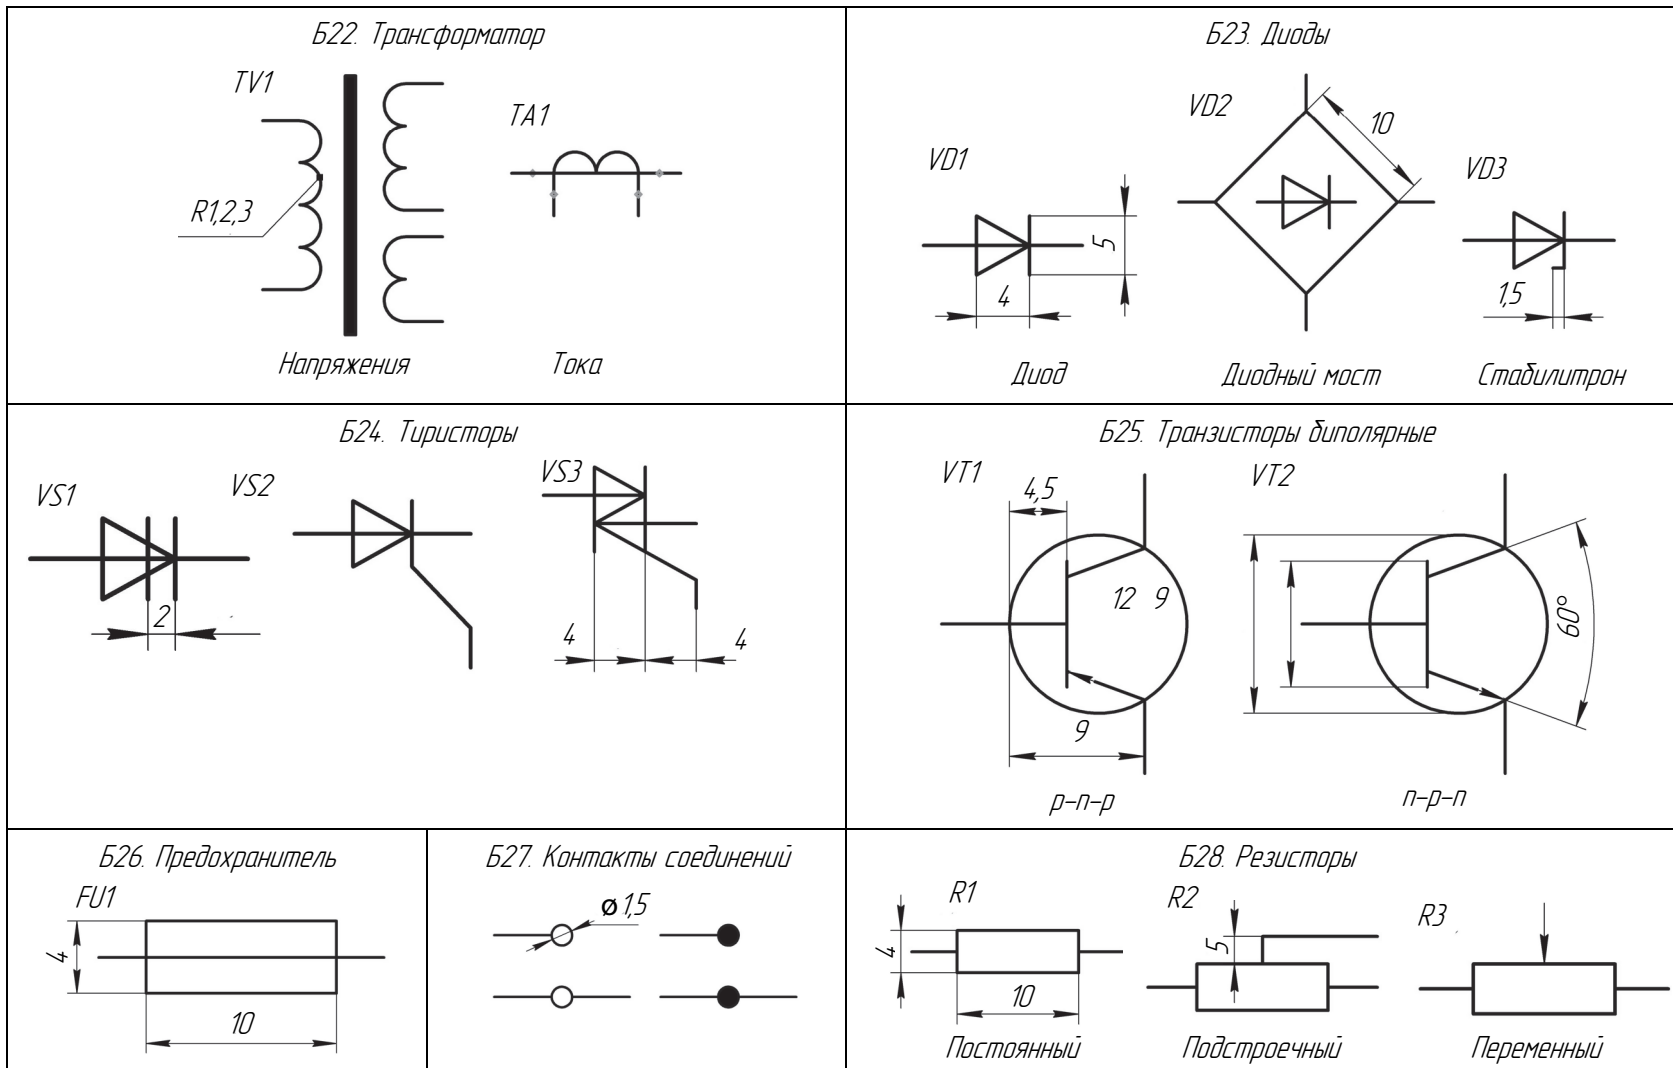 Б22. Трансформатор
TV1
TA1
R1,2,3
Напряжения
Тока
Б23. Диоды
VD1
VD2
VD3
10
5
4
1,5
Диод
Диодный мост
Стабилитрон
Б24. Тиристоры
VS1
VS2
VS3
2
4
4
Б25. Транзисторы биполярные
VT1
VT2
4,5
12 9
60°
9
p-n-p
n-p-n
Б26. Предохранитель
FU1
4
10
Б27. Контакты соединений
Ø1,5
Б28. Резисторы
R1
R2
R3
4
5
10
Постоянный
Подстроечный
Переменный